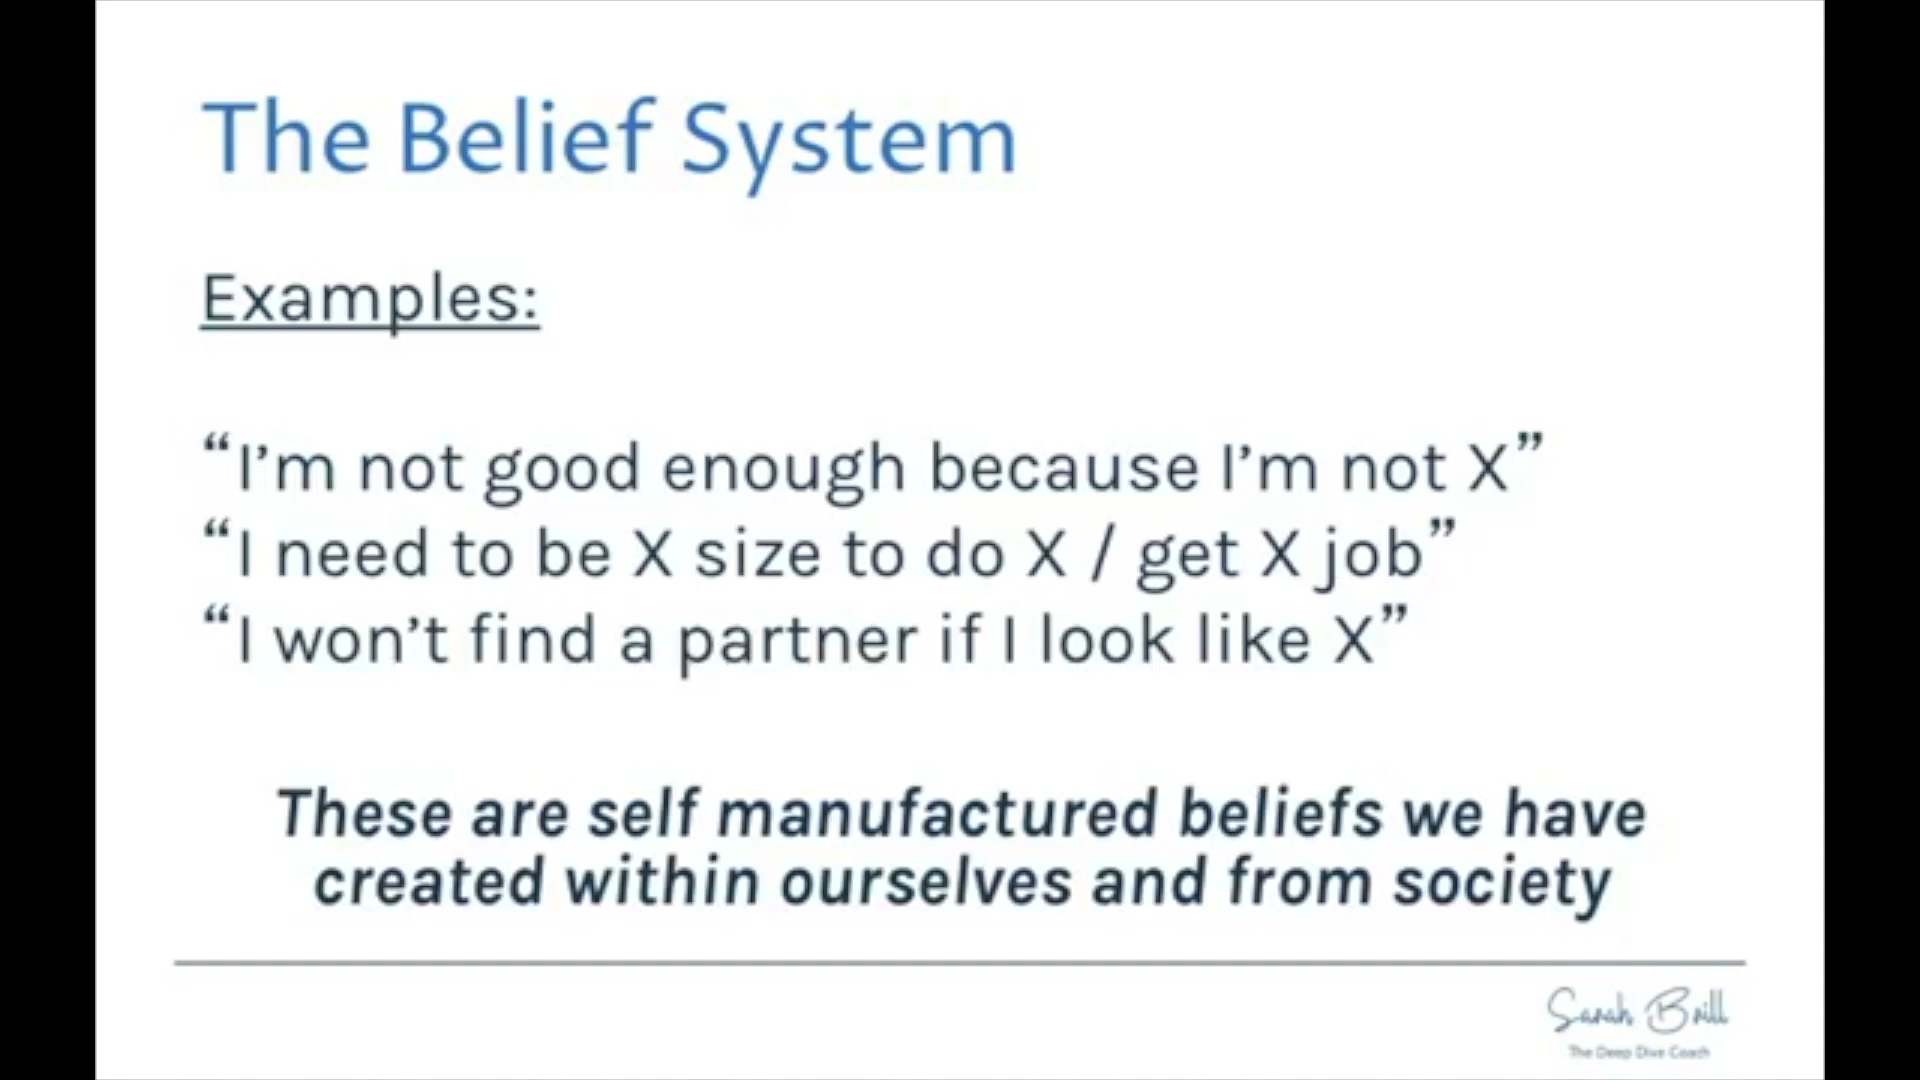 The Belief System
Examples:
“I’m not good enough because I’m not X”
“I need to be X size to do X / get X job”
“I won’t find a partner if I look like X”
These are self manufactured beliefs we have
created within ourselves and from society
Sarah Brill
The Deep Dive Coach